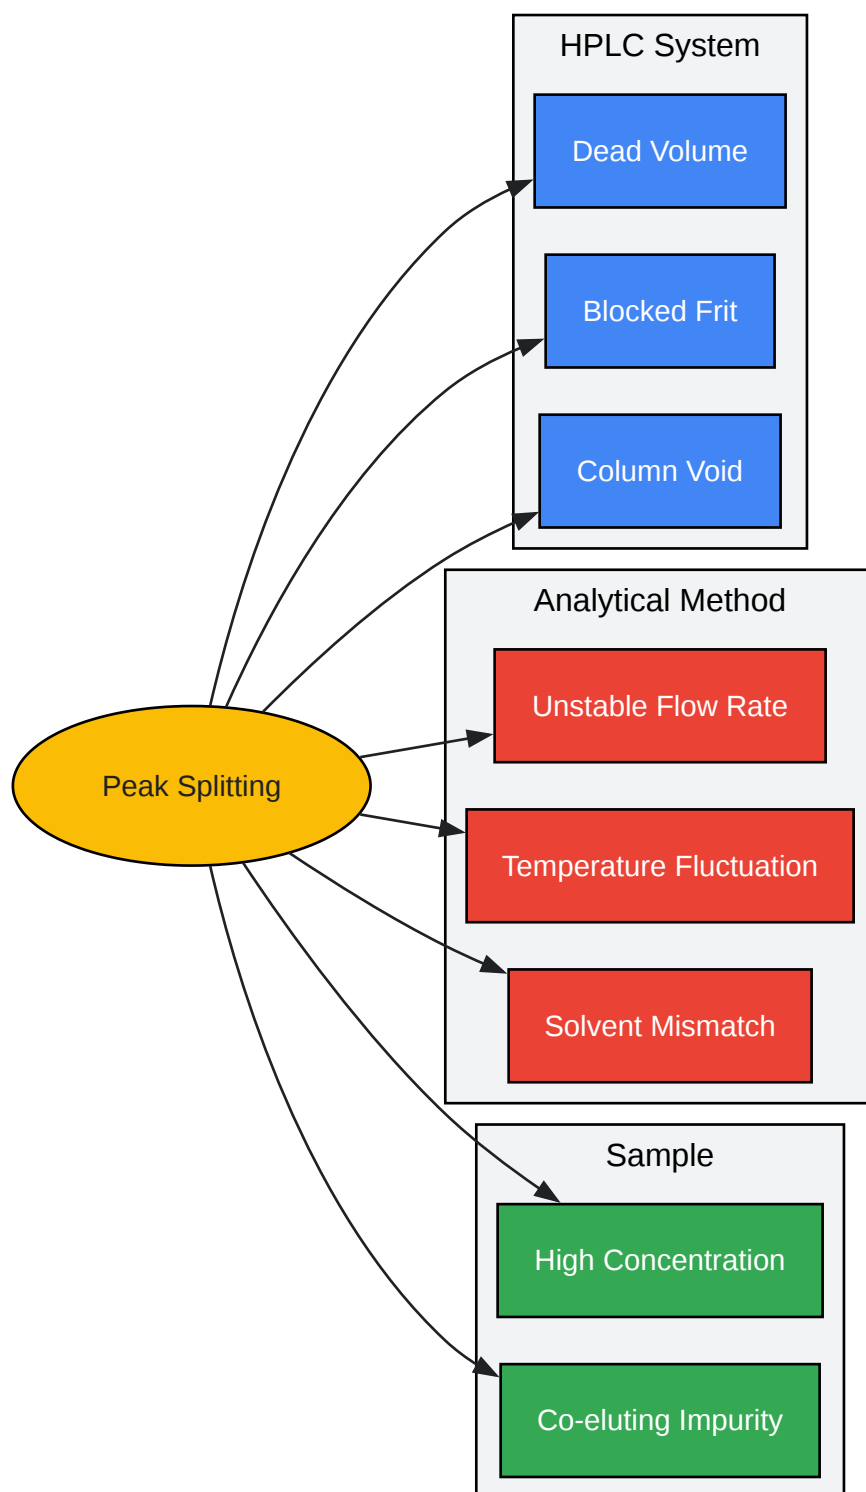 HPLC System
Dead Volume
Blocked Frit
Column Void
Analytical Method
Unstable Flow Rate
Peak Splitting
Temperature Fluctuation
Solvent Mismatch
Sample
High Concentration
Co-eluting Impurity